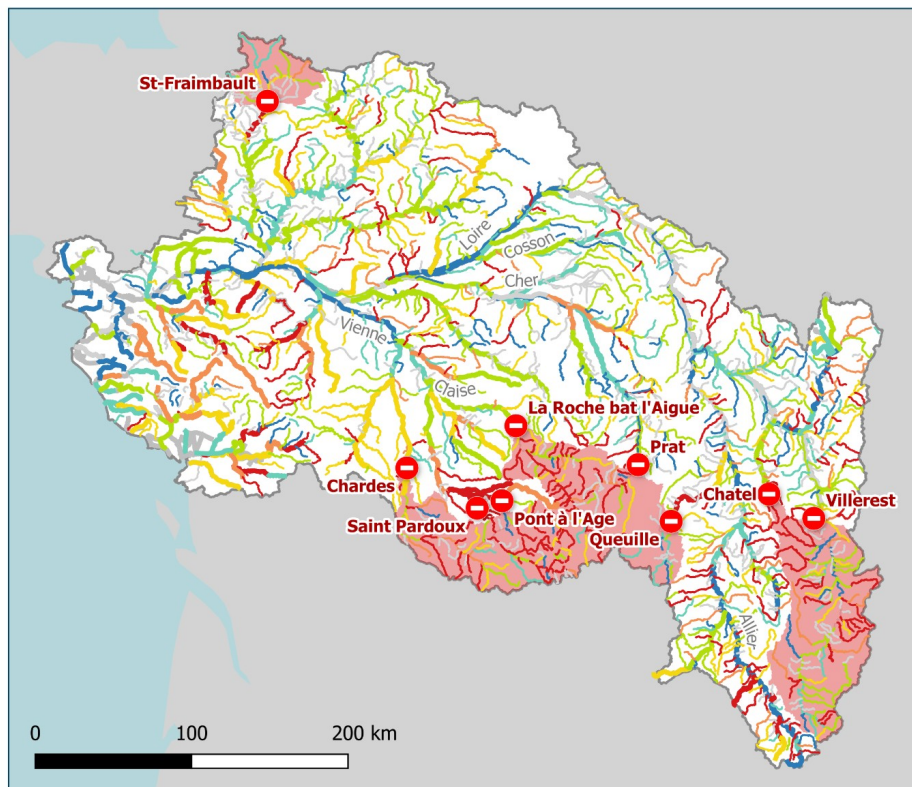 St-Fraimbault
Loire
Cosson
Cher
Vienne
Claise
La Roche bat l'Aigue
Prat
Chardes
Chatel
Villerest
Saint Pardoux
Pont à l'Age
Queuille
Allier
0 100 200 km